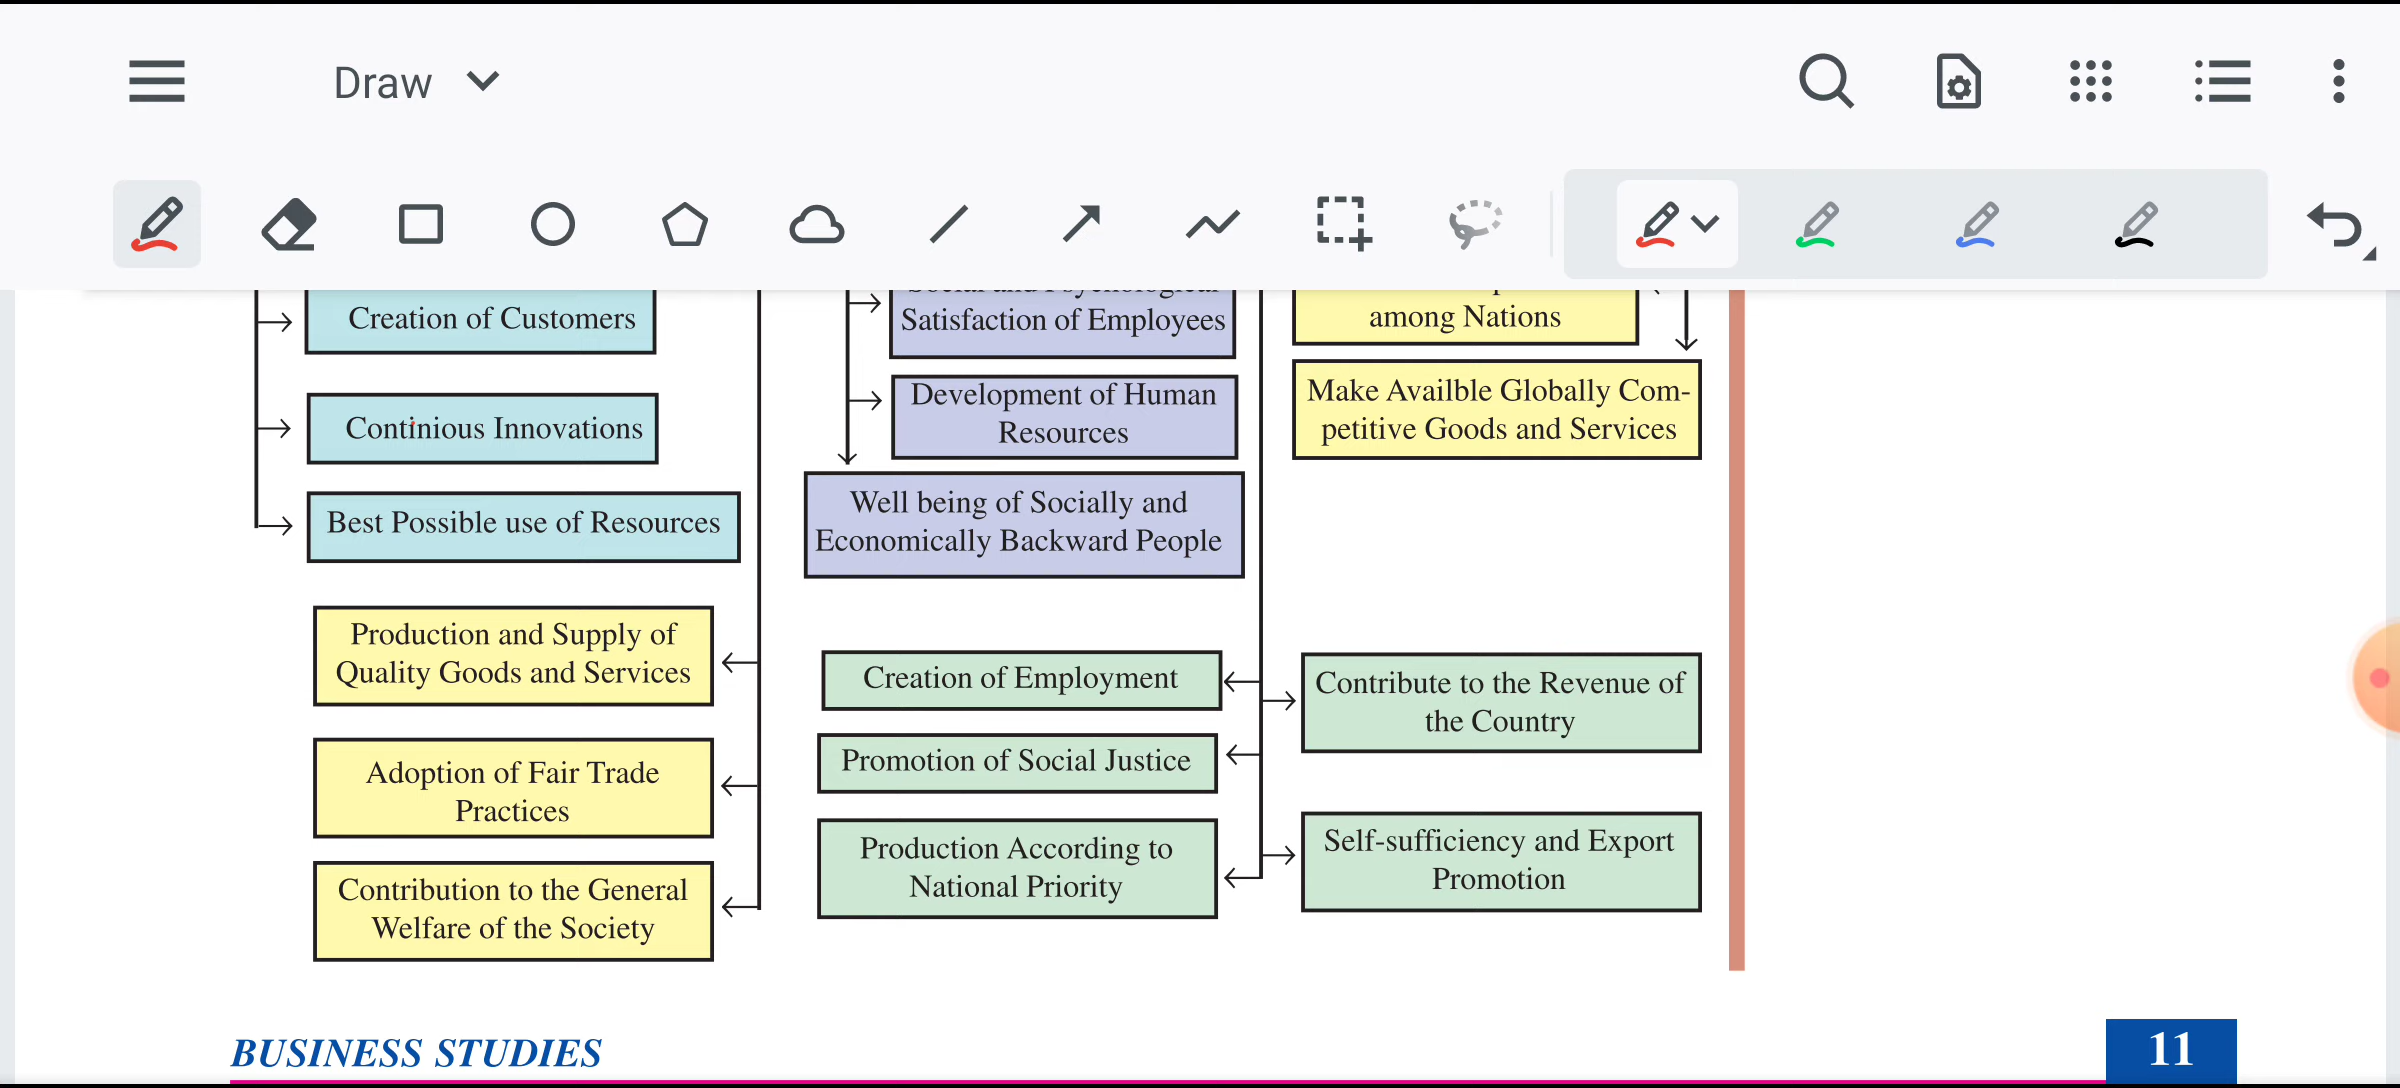 Draw
Creation of Customers
Continious Innovations
Best Possible use of Resources
Production and Supply of
Quality Goods and Services
Adoption of Fair Trade
Practices
Contribution to the General
Welfare of the Society
Social and Psychological
Satisfaction of Employees
Development of Human
Resources
Well being of Socially and
Economically Backward People
Creation of Employment
Promotion of Social Justice
Production According to
National Priority
among Nations
Make Availble Globally Com-
petitive Goods and Services
Contribute to the Revenue of
the Country
Self-sufficiency and Export
Promotion
BUSINESS STUDIES
11